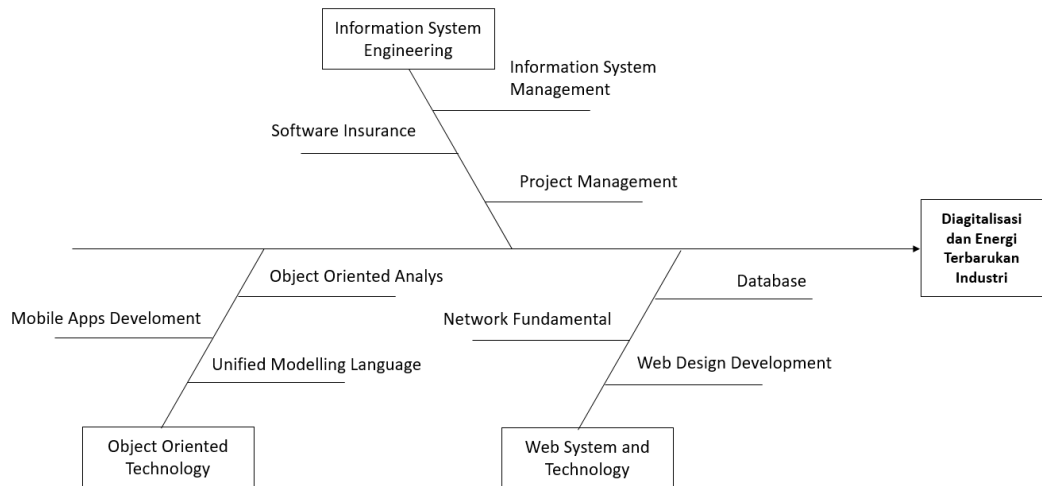 Information System
Engineering
Information System
Management
Software Insurance
Project Management
Diagitalisasi
dan Energi
Terbarukan
Industri
Object Oriented Analys
Database
Mobile Apps Develoment
Network Fundamental
Unified Modelling Language
Web Design Development
Object Oriented
Technology
Web System and
Technology